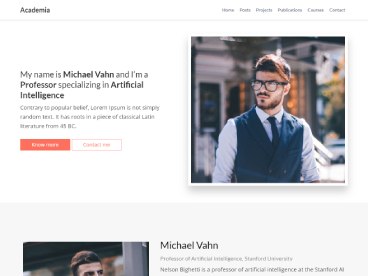 Academia
Home Posts Projects Publications Courses Contact
My name is Michael Vahn and I'm a
Professor specializing in Artificial
Intelligence
Contrary to popular belief, Lorem Ipsum is not simply
random text. It has roots in a piece of classical Latin
literature from 45 BC.
Know more Contact me
Michael Vahn
Professor of Artificial Intelligence, Stanford University
Nelson Bighetti is a professor of artificial intelligence at the Stanford AI